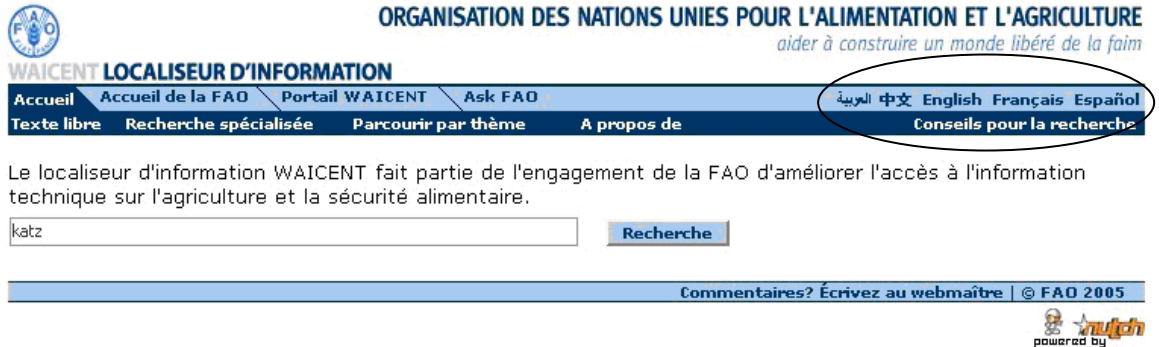 ORGANISATION DES NATIONS UNIES POUR L'ALIMENTATION ET L'AGRICULTURE
aider à construire un monde libéré de la faim
WAICENT LOCALISEUR D'INFORMATION
Accueil Accueil de la FAO Portail WAICENT Ask FAO العربية 中文 English Français Español
Texte libre Recherche spécialisée Parcourir par thème A propos de Conseils pour la recherche
Le localiseur d'information WAICENT fait partie de l'engagement de la FAO d'améliorer l'accès à l'information
technique sur l'agriculture et la sécurité alimentaire.
katz Recherche
Commentaires? Écrivez au webmaître | © FAO 2005
powered by nutch